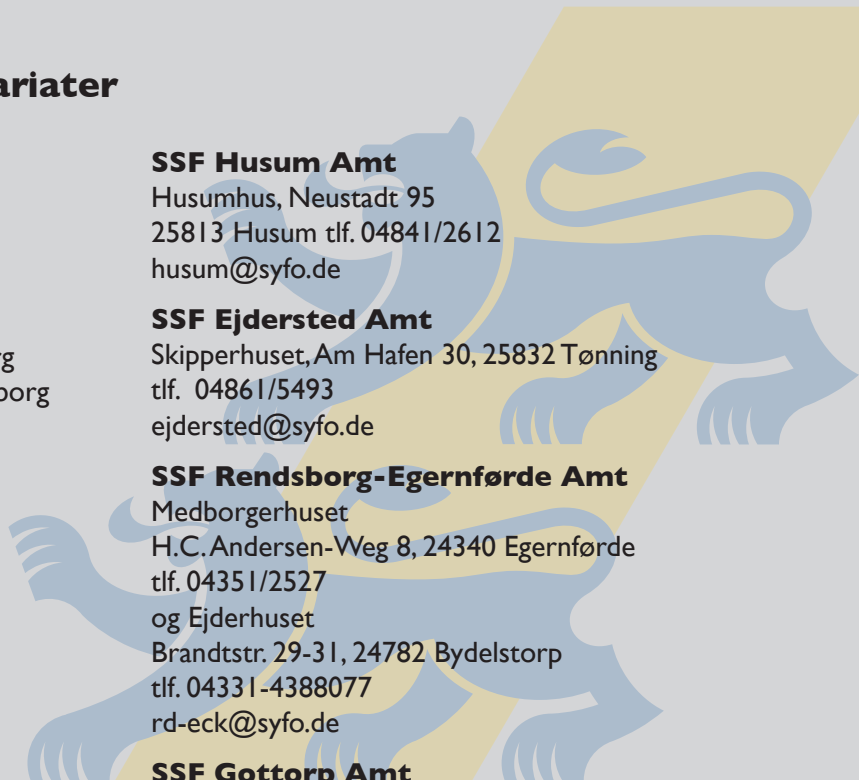 ariater
rg
borg
SSF Husum Amt
Husumhus, Neustadt 95
25813 Husum tlf. 04841/2612
husum@syfo.de
SSF Ejdersted Amt
Skipperhuset, Am Hafen 30, 25832 Tønning
tlf. 04861/5493
ejdersted@syfo.de
SSF Rendsborg-Egernførde Amt
Medborgerhuset
H.C. Andersen-Weg 8, 24340 Egernførde
tlf. 04351/2527
og Ejderhuset
Brandtstr. 29-31, 24782 Bydelstorp
tlf. 04331-4388077
rd-eck@syfo.de
SSF Gottorp Amt